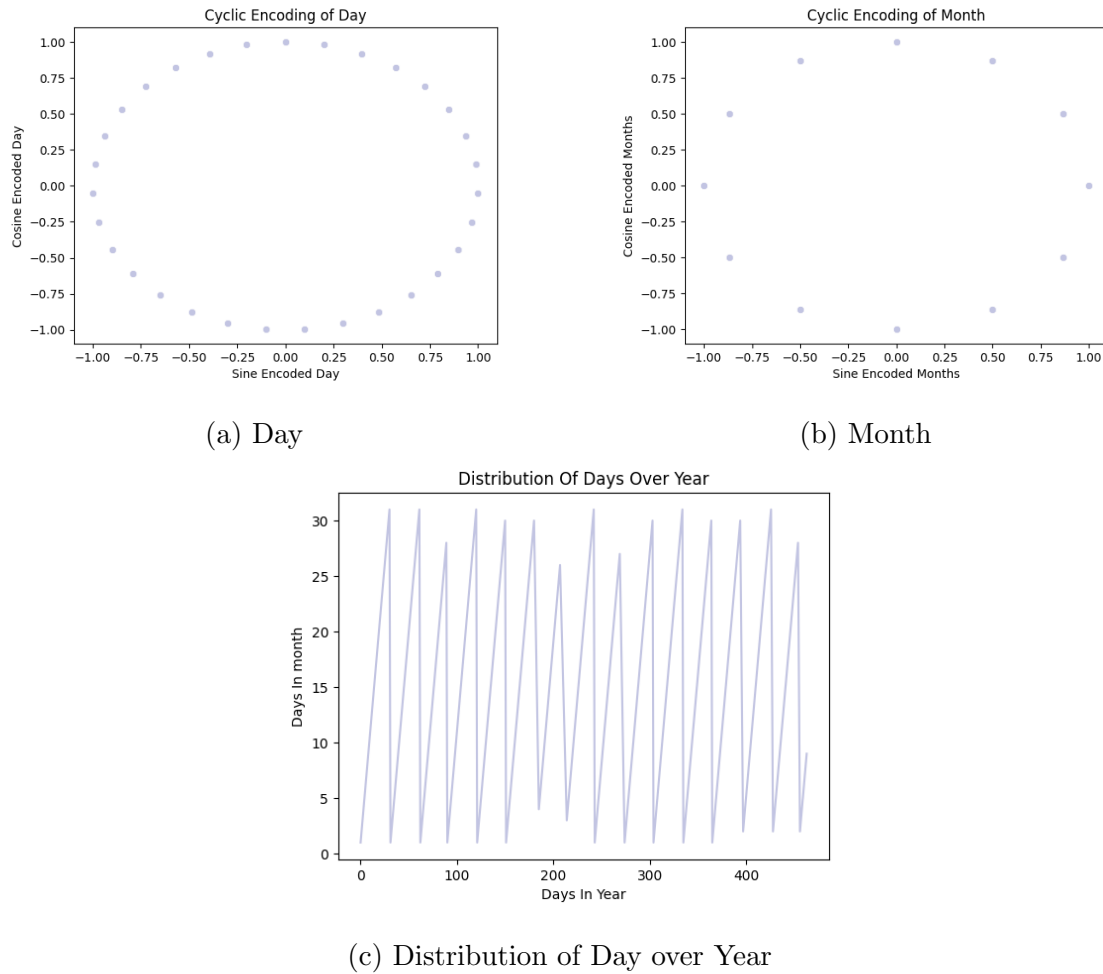 Cyclic Encoding of Day
1.00
0.75
0.50
0.25
0.00
−0.25
−0.50
−0.75
−1.00
Cosine Encoded Day
−1.00 −0.75 −0.50 −0.25 0.00 0.25 0.50 0.75 1.00
Sine Encoded Day
(a) Day
Cyclic Encoding of Month
1.00
0.75
0.50
0.25
0.00
−0.25
−0.50
−0.75
−1.00
Cosine Encoded Months
−1.00 −0.75 −0.50 −0.25 0.00 0.25 0.50 0.75 1.00
Sine Encoded Months
(b) Month
Distribution Of Days Over Year
30
25
20
15
10
5
0
Days In month
0 100 200 300 400
Days In Year
(c) Distribution of Day over Year